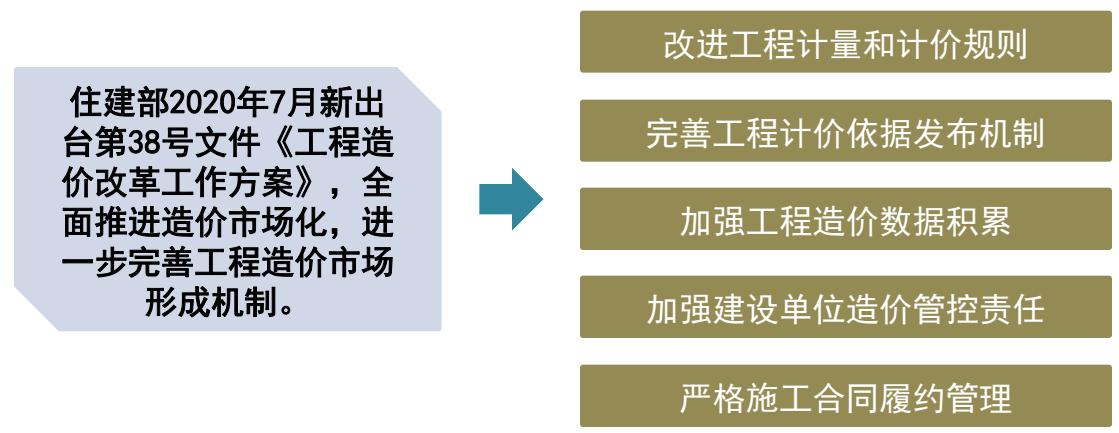 住建部2020年7月新出
台第38号文件《工程造
价改革工作方案》，全
面推进造价市场化，进
一步完善工程造价市场
形成机制。
改进工程计量和计价规则
完善工程计价依据发布机制
加强工程造价数据积累
加强建设单位造价管控责任
严格施工合同履约管理